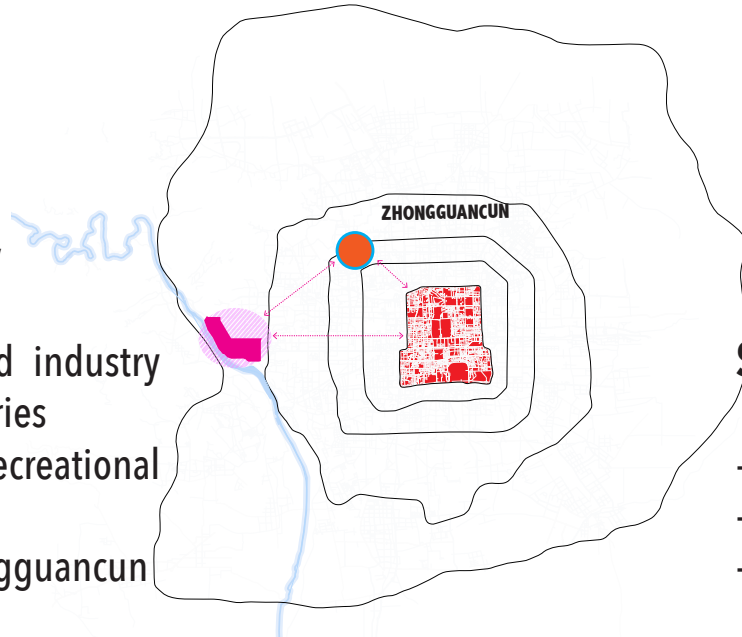 ZHONGGUANCUN
d industry
ries
ecreational
gguancun
S
-
-
-